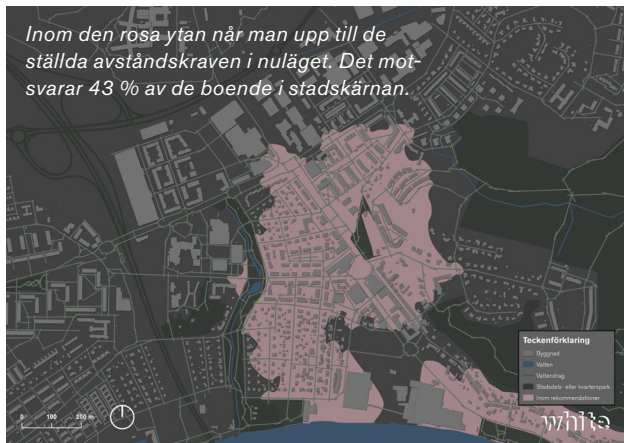 Inom den rosa ytan når man upp till de
ställda avståndskraven i nuläget. Det mot-
svarar 43 % av de boende i stadskärnan.
Teckenförklaring
Byggnad
Vatten
Vattendrag
Stadsdels- eller kvarterspark
Inom rekommendationer
0 100 200 m
white